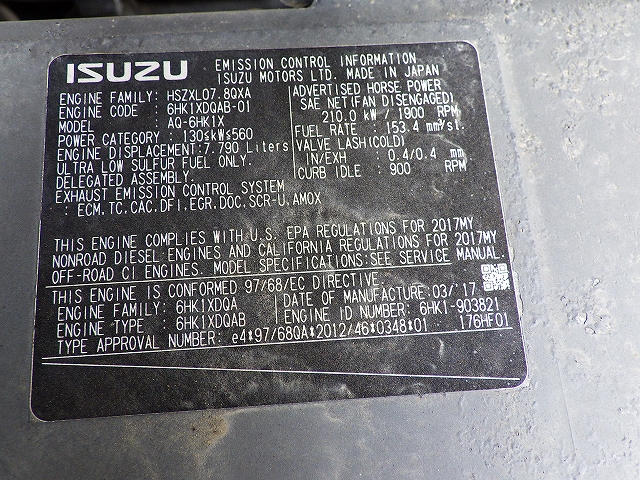 ISUZU EMISSION CONTROL INFORMATION
ISUZU MOTORS LTD. MADE IN JAPAN
ENGINE FAMILY: HSZXL07.8QXA
ENGINE CODE : 6HK1XDQAB-01
MODEL : AQ-6HK1X
POWER CATEGORY : 130≤kW≤560
ENGINE DISPLACEMENT:7.790 Liters
ULTRA LOW SULFUR FUEL ONLY.
DELEGATED ASSEMBLY.
EXHAUST EMISSION CONTROL SYSTEM
: ECM,TC,CAC,DFI,EGR,DOC,SCR-U,AMOX
ADVERTISED HORSE POWER
SAE NET(FAN DISENGAGED)
210.0 kW / 1900 RPM
FUEL RATE : 153.4 mm³/st.
VALVE LASH(COLD)
IN/EXH : 0.4/0.4 mm
CURB IDLE : 900 RPM
THIS ENGINE COMPLIES WITH U.S. EPA REGULATIONS FOR 2017MY
NONROAD DIESEL ENGINES AND CALIFORNIA REGULATIONS FOR 2017MY
OFF-ROAD CI ENGINES. MODEL SPECIFICATIONS:SEE SERVICE MANUAL.
THIS ENGINE IS CONFORMED 97/68/EC DIRECTIVE
ENGINE FAMILY : 6HK1XDQA
ENGINE TYPE : 6HK1XDQAB
DATE OF MANUFACTURE:03/'17
ENGINE ID NUMBER: 6HK1-903821
TYPE APPROVAL NUMBER: e4*97/68QA*2012/46*0348*01 176HF01